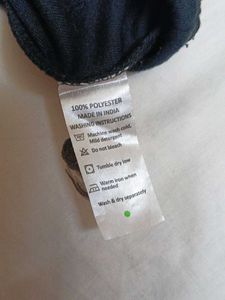 100% POLYESTER
MADE IN INDIA
WASHING INSTRUCTIONS
Machine wash cold,
Mild detergent
Do not bleach
Tumble dry low
Warm iron when
needed
Wash & dry separately